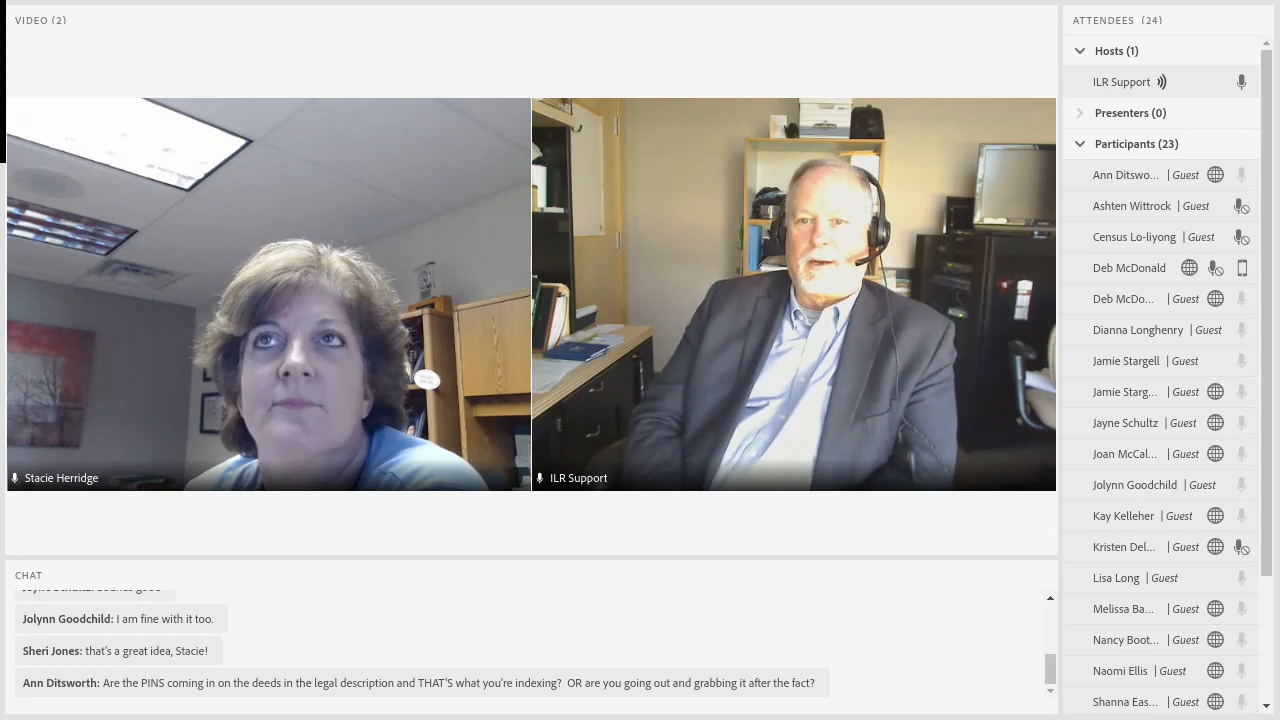 VIDEO (2)
Stacie Herridge
ILR Support
CHAT
Jolynn Goodchild: I am fine with it too.
Sheri Jones: that's a great idea, Stacie!
Ann Ditsworth: Are the PINS coming in on the deeds in the legal description and THAT'S what you'indexing?  OR are you going out and grabbing it after the fact?
ATTENDEES (24)
Hosts (1)
ILR Support
Presenters (0)
Participants (23)
Ann Ditswo... | Guest
Ashten Wittrock | Guest
Census Lo-liyong | Guest
Deb McDonald
Deb McDo... | Guest
Dianna Longhenry | Guest
Jamie Stargell | Guest
Jamie Starg... | Guest
Jayne Schultz | Guest
Joan McCal... | Guest
Jolynn Goodchild | Guest
Kay Kelleher | Guest
Kristen Del... | Guest
Lisa Long | Guest
Melissa Ba... | Guest
Nancy Boot... | Guest
Naomi Ellis | Guest
Shanna Eas... | Guest